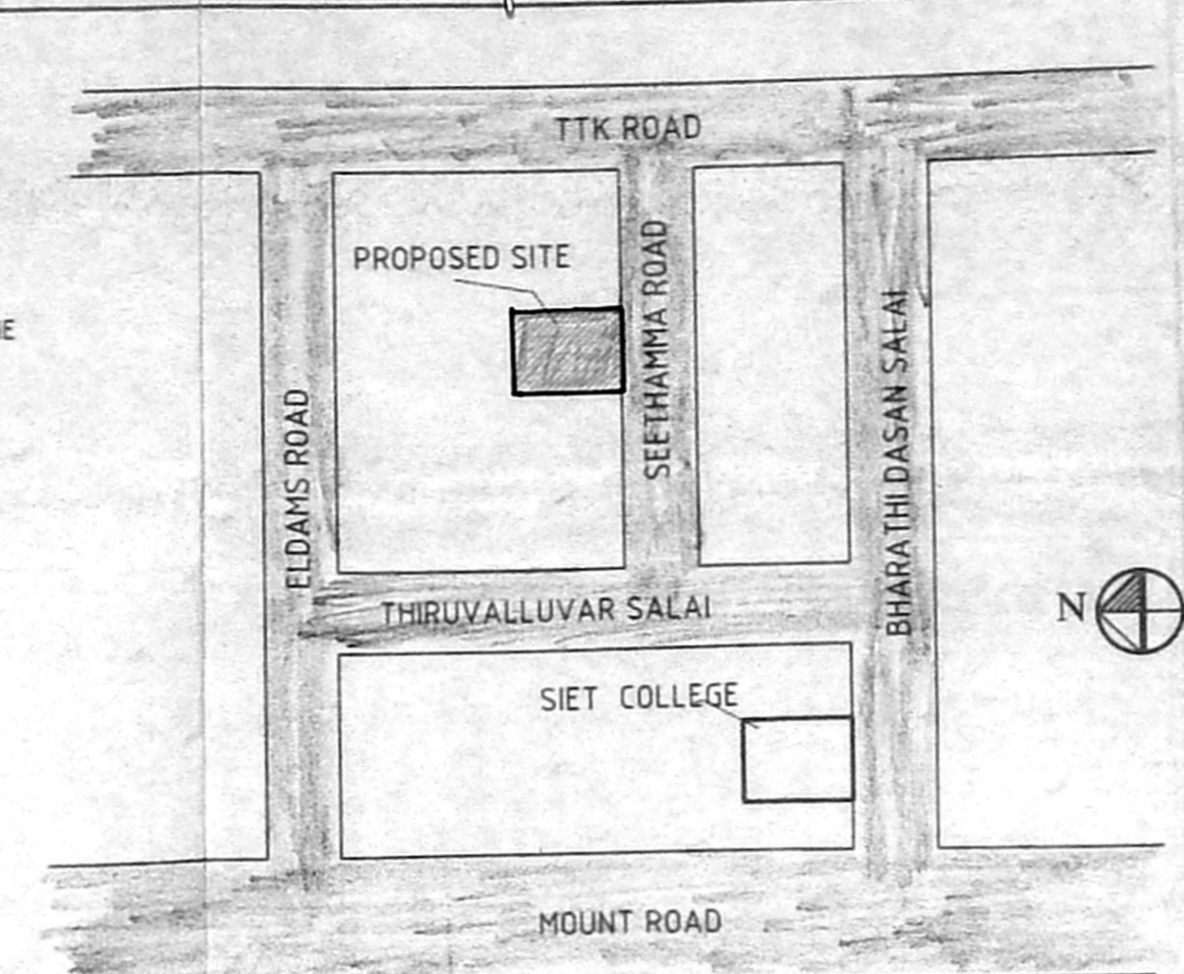 TTK ROAD
PROPOSED SITE
SEETHAMMA ROAD
BHARATHI DASAN SALAI
ELDAMS ROAD
THIRUVALLUVAR SALAI
N
SIET COLLEGE
MOUNT ROAD